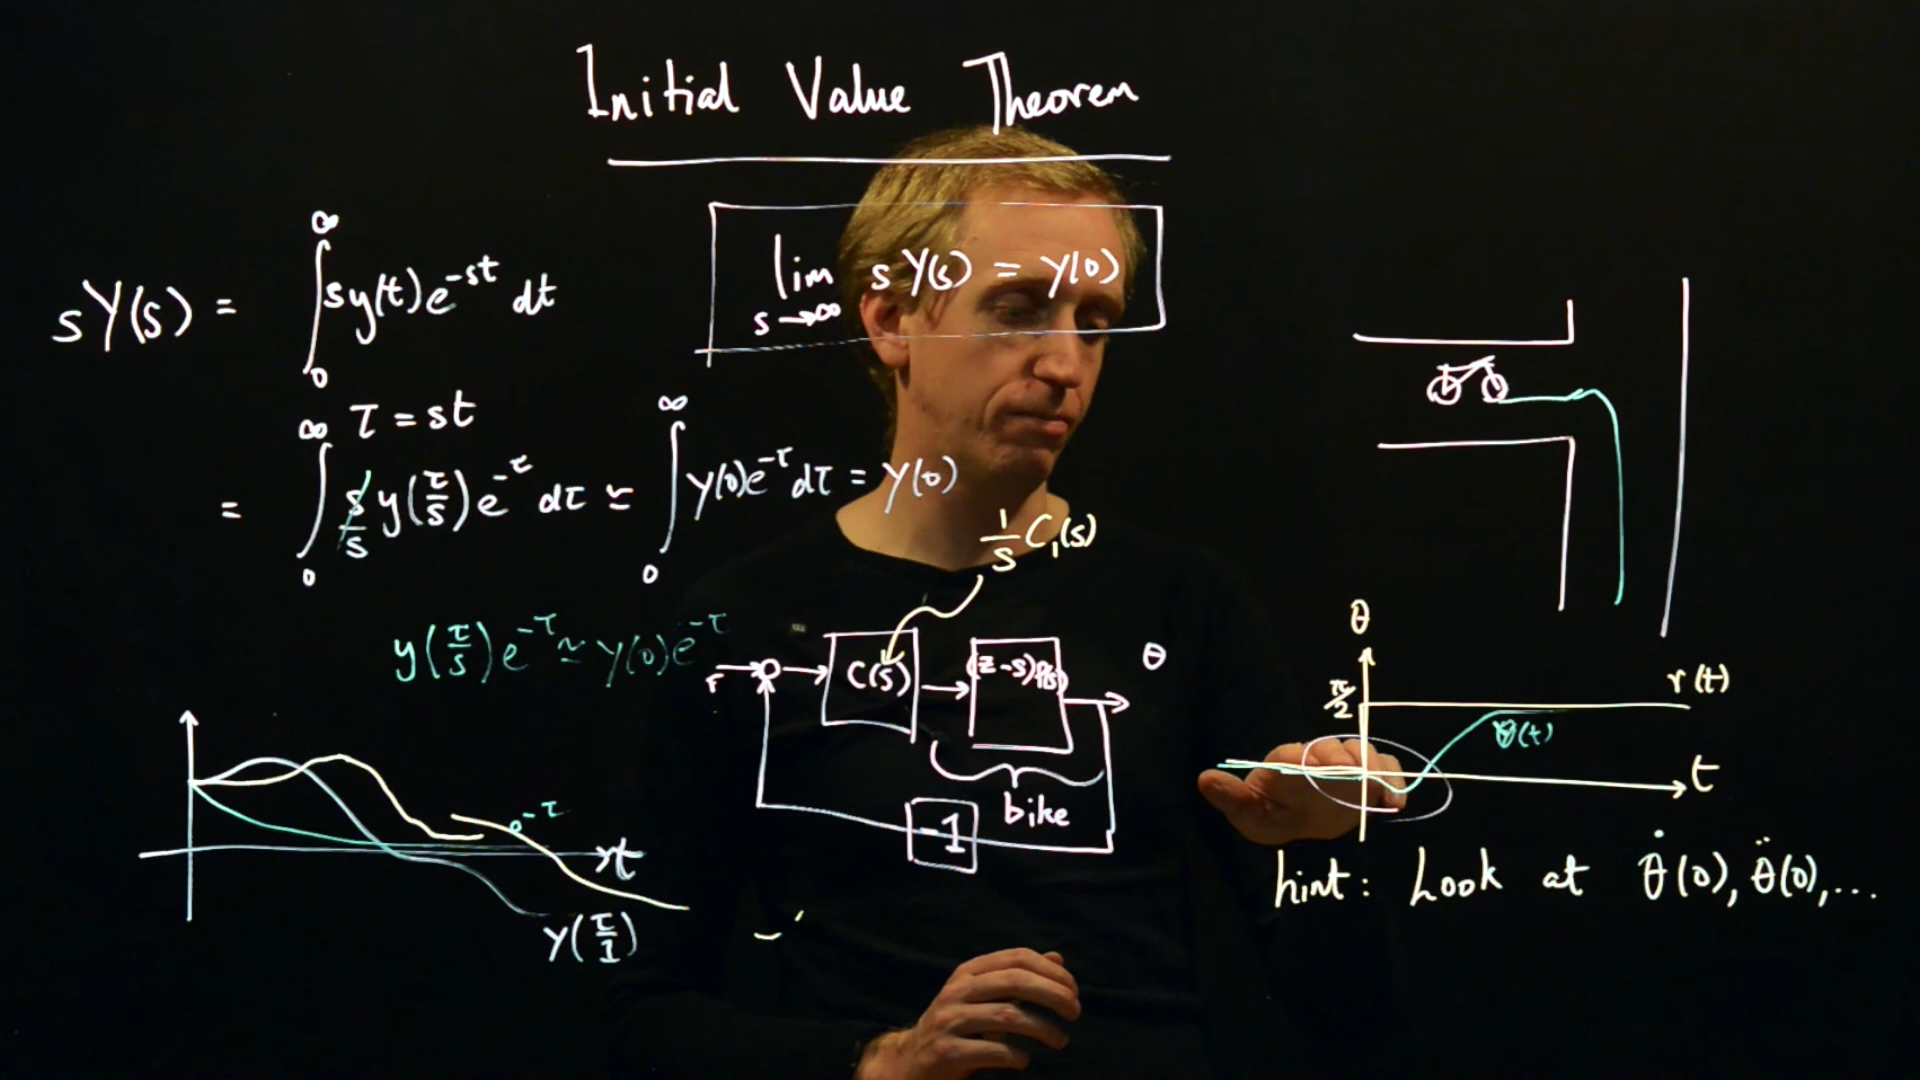 Initial Value Theorem
lim sY(s) = y(0)
s→∞
sY(s) = ∫₀^∞ sy(t)e^{-st} dt
τ = st
= ∫₀^∞ s/s y(τ/s)e^{-τ} dτ ≃ ∫₀^∞ y(0)e^{-τ}dτ = y(0)
y(τ/s)e^{-τ} ≃ y(0)e^{-τ}
e^{-τ}
t
y(τ/1)
1/s C₁(s)
r
C(s)
(z-s)P(s)
θ
bike
-1
θ
π/2
r(t)
θ(t)
t
hint: Look at θ̇(0), θ̈(0),...